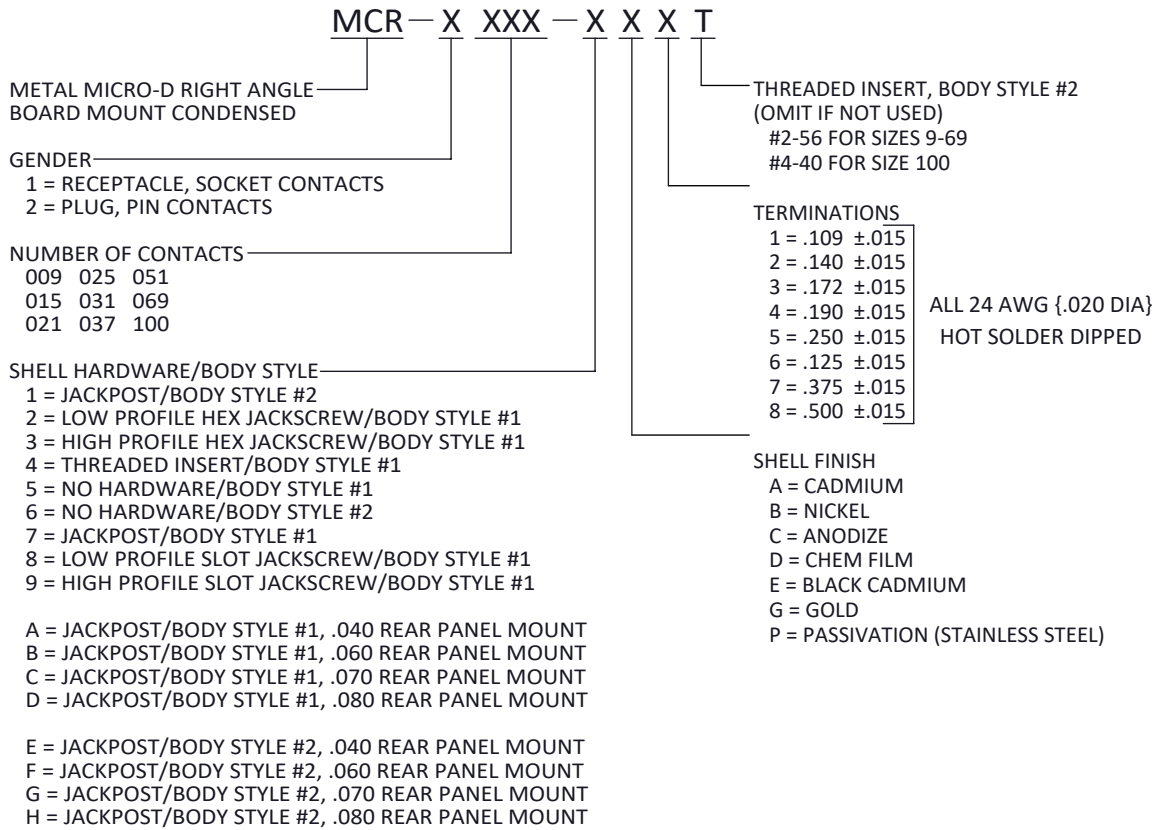 MCR — X XXX — X X X T
METAL MICRO-D RIGHT ANGLE
BOARD MOUNT CONDENSED
GENDER
1 = RECEPTACLE, SOCKET CONTACTS
2 = PLUG, PIN CONTACTS
NUMBER OF CONTACTS
009 025 051
015 031 069
021 037 100
SHELL HARDWARE/BODY STYLE
1 = JACKPOST/BODY STYLE #2
2 = LOW PROFILE HEX JACKSCREW/BODY STYLE #1
3 = HIGH PROFILE HEX JACKSCREW/BODY STYLE #1
4 = THREADED INSERT/BODY STYLE #1
5 = NO HARDWARE/BODY STYLE #1
6 = NO HARDWARE/BODY STYLE #2
7 = JACKPOST/BODY STYLE #1
8 = LOW PROFILE SLOT JACKSCREW/BODY STYLE #1
9 = HIGH PROFILE SLOT JACKSCREW/BODY STYLE #1
A = JACKPOST/BODY STYLE #1, .040 REAR PANEL MOUNT
B = JACKPOST/BODY STYLE #1, .060 REAR PANEL MOUNT
C = JACKPOST/BODY STYLE #1, .070 REAR PANEL MOUNT
D = JACKPOST/BODY STYLE #1, .080 REAR PANEL MOUNT
E = JACKPOST/BODY STYLE #2, .040 REAR PANEL MOUNT
F = JACKPOST/BODY STYLE #2, .060 REAR PANEL MOUNT
G = JACKPOST/BODY STYLE #2, .070 REAR PANEL MOUNT
H = JACKPOST/BODY STYLE #2, .080 REAR PANEL MOUNT
THREADED INSERT, BODY STYLE #2
(OMIT IF NOT USED)
#2-56 FOR SIZES 9-69
#4-40 FOR SIZE 100
TERMINATIONS
1 = .109 ±.015
2 = .140 ±.015
3 = .172 ±.015
4 = .190 ±.015
5 = .250 ±.015
6 = .125 ±.015
7 = .375 ±.015
8 = .500 ±.015
ALL 24 AWG {.020 DIA}
HOT SOLDER DIPPED
SHELL FINISH
A = CADMIUM
B = NICKEL
C = ANODIZE
D = CHEM FILM
E = BLACK CADMIUM
G = GOLD
P = PASSIVATION (STAINLESS STEEL)